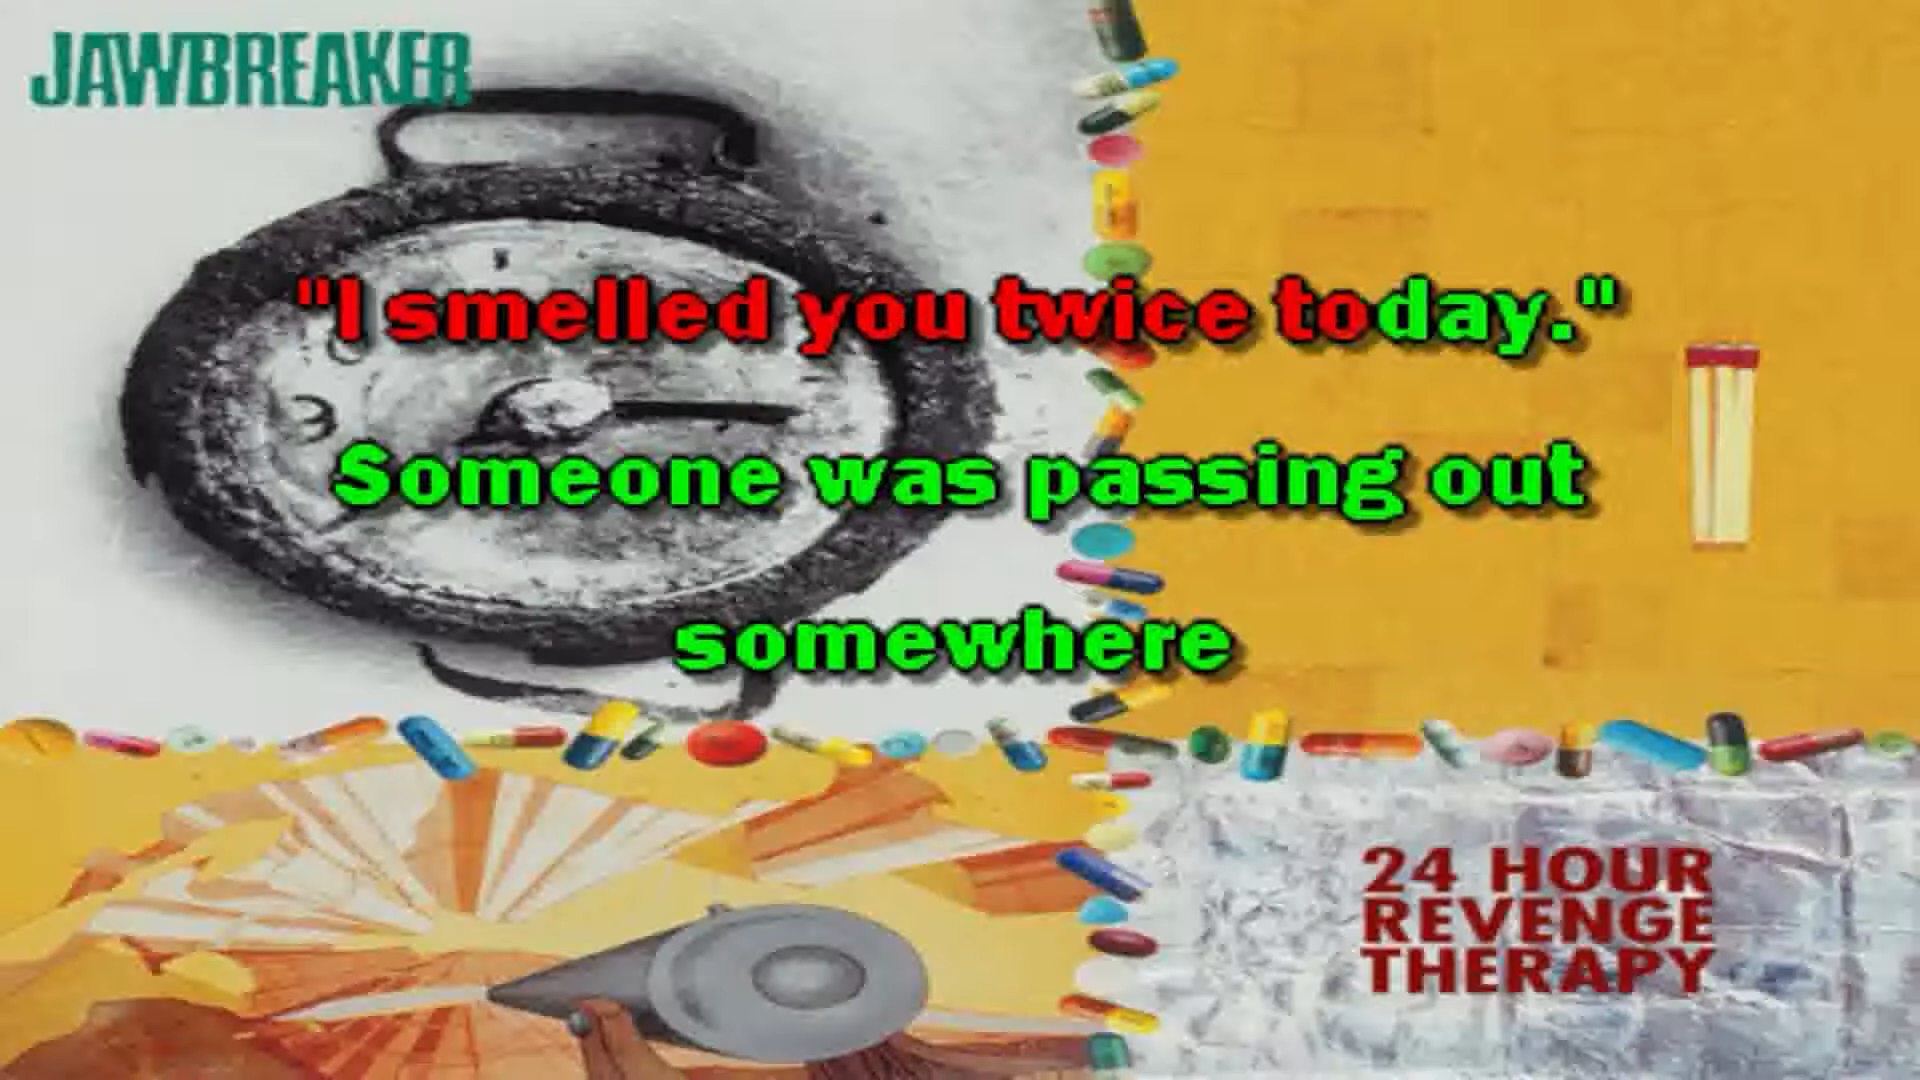 JAWBREAKER
"I smelled you twice today."
Someone was passing out
somewhere
24 HOUR
REVENGE
THERAPY